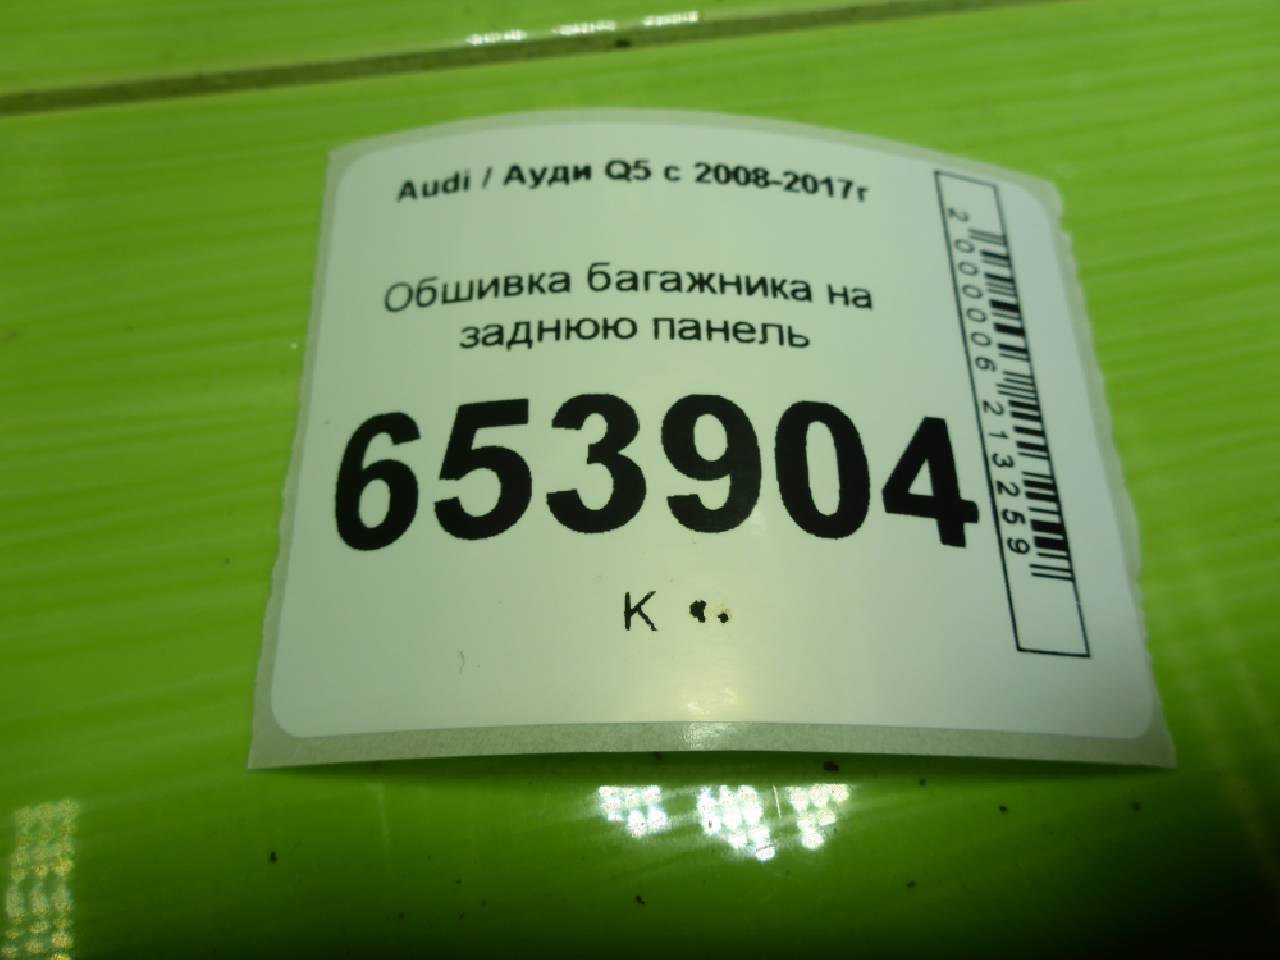 Audi / Ауди Q5 с 2008-2017г
Обшивка багажника на
заднюю панель
653904
К
2000006213259